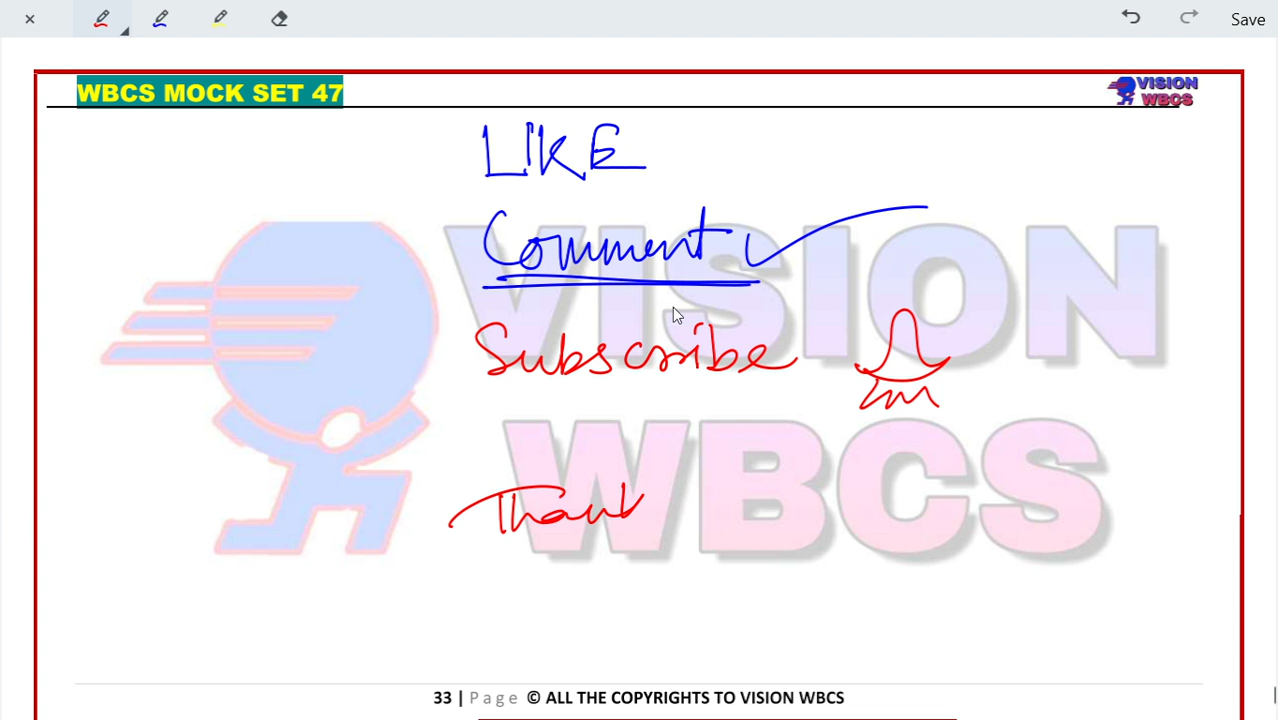 Save
WBCS MOCK SET 47
VISION
WBCS
LIKE
Comment
VISION
Subscribe
WBCS
Thank
33 | Page © ALL THE COPYRIGHTS TO VISION WBCS